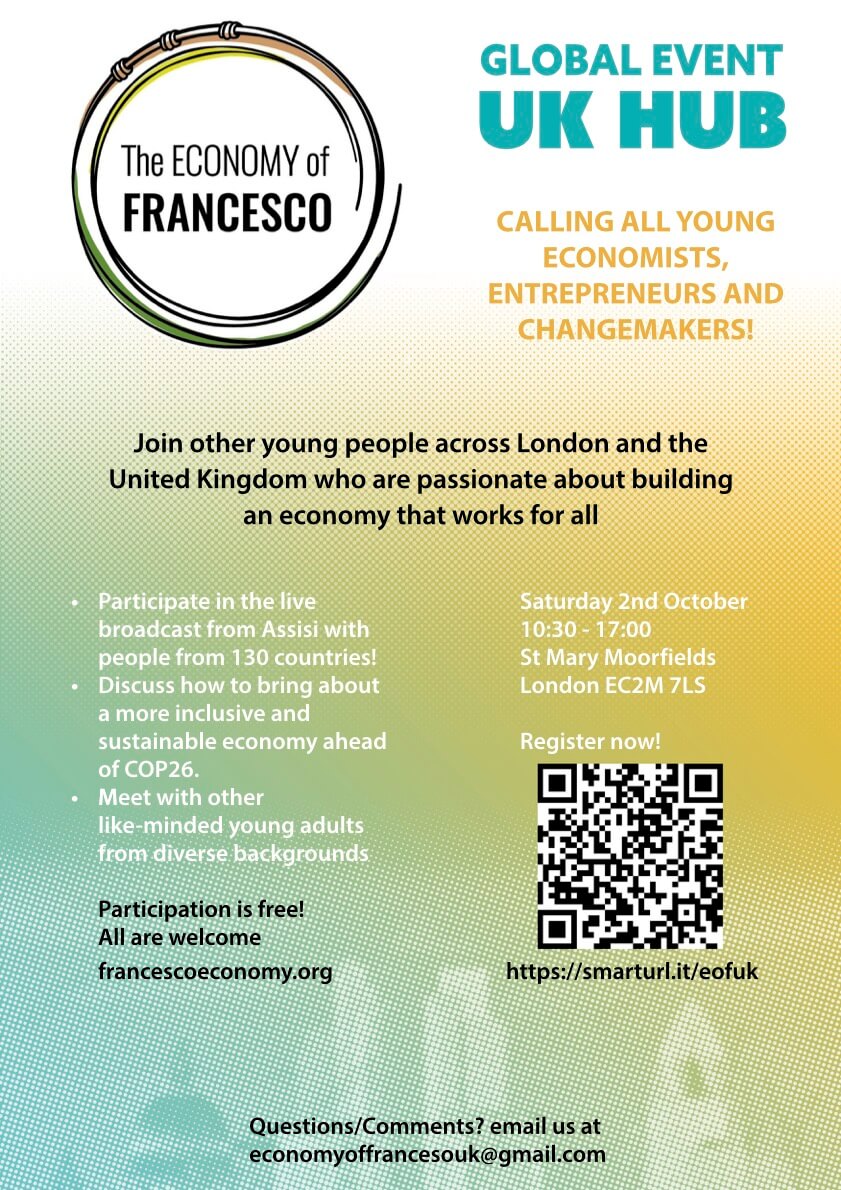 The ECONOMY of
FRANCESCO
GLOBAL EVENT
UK HUB
CALLING ALL YOUNG
ECONOMISTS,
ENTREPRENEURS AND
CHANGEMAKERS!
Join other young people across London and the
United Kingdom who are passionate about building
an economy that works for all
• Participate in the live
broadcast from Assisi with
people from 130 countries!
• Discuss how to bring about
a more inclusive and
sustainable economy ahead
of COP26.
• Meet with other
like-minded young adults
from diverse backgrounds
Participation is free!
All are welcome
francescoeconomy.org
Saturday 2nd October
10:30 - 17:00
St Mary Moorfields
London EC2M 7LS
Register now!
https://smarturl.it/eofuk
Questions/Comments? email us at
economyoffrancesouk@gmail.com